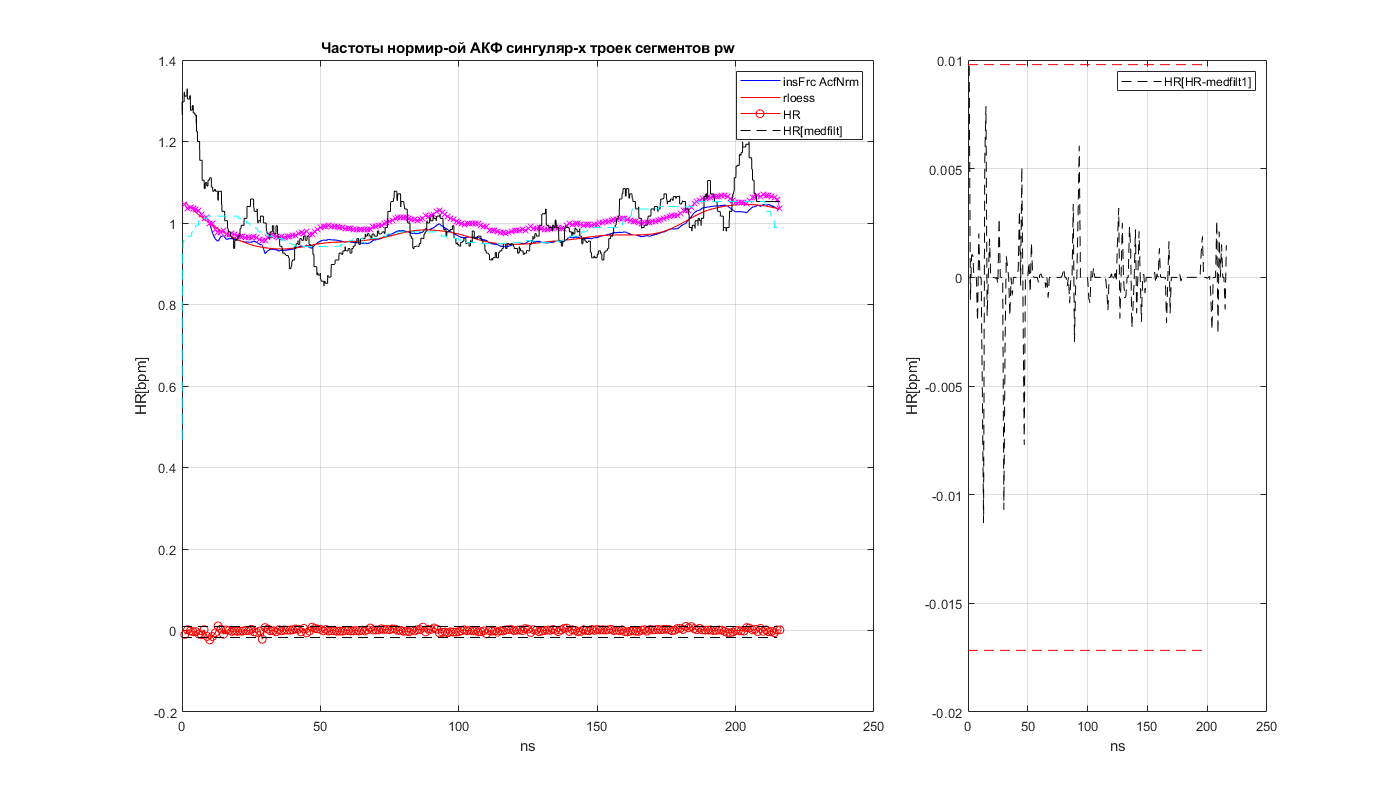 Частоты нормир-ой АКФ сингуляр-х троек сегментов pw
1.4
1.2
1
0.8
0.6
0.4
0.2
0
-0.2
HR[bpm]
insFrc AcfNrm
rloess
HR
HR[medfilt]
0
50
100
150
200
250
ns
0.01
0.005
0
-0.005
-0.01
-0.015
-0.02
HR[bpm]
HR[HR-medfilt1]
0
50
100
150
200
250
ns